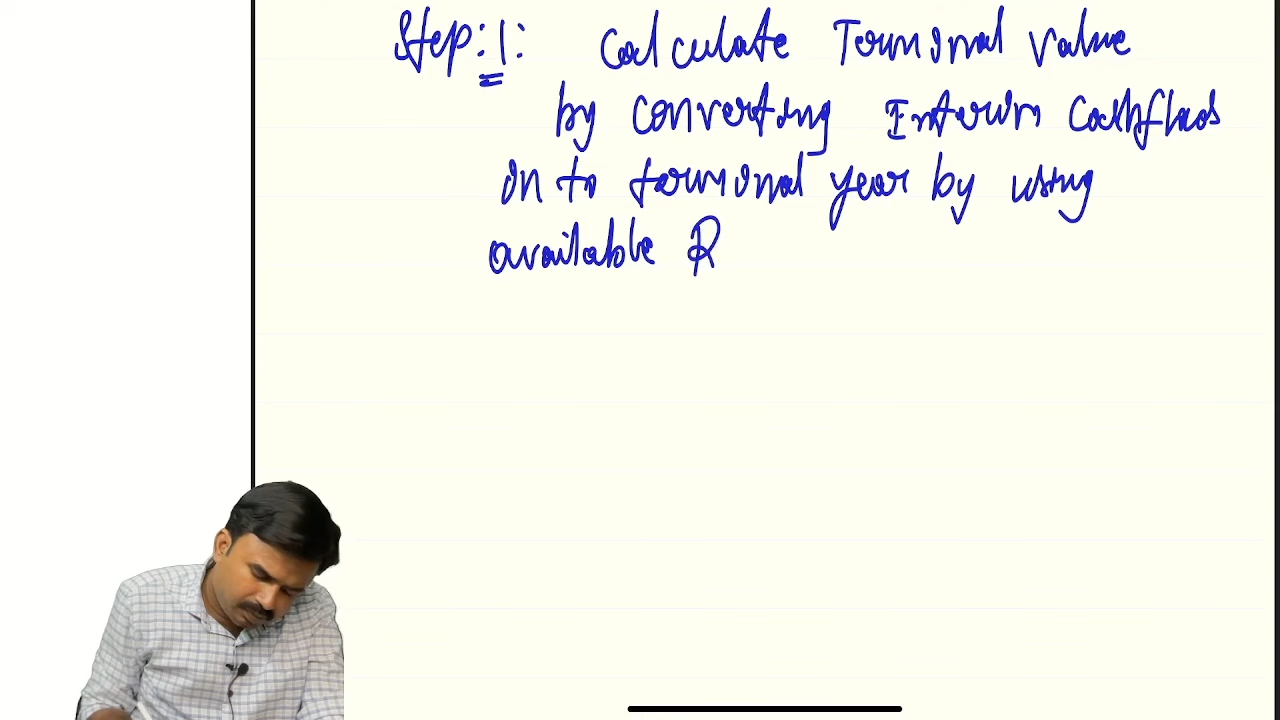 Step:1: Calculate Terminal Value
by converting Interim Cashflows
in to terminal year by using
available R